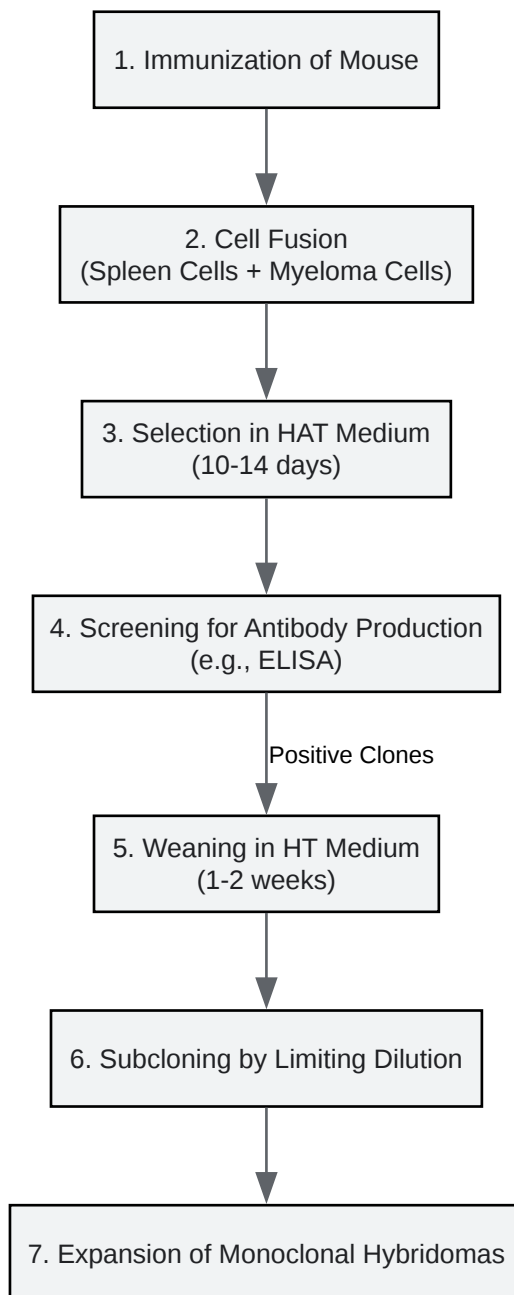 1. Immunization of Mouse
2. Cell Fusion
(Spleen Cells + Myeloma Cells)
3. Selection in HAT Medium
(10-14 days)
4. Screening for Antibody Production
(e.g., ELISA)
Positive Clones
5. Weaning in HT Medium
(1-2 weeks)
6. Subcloning by Limiting Dilution
7. Expansion of Monoclonal Hybridomas